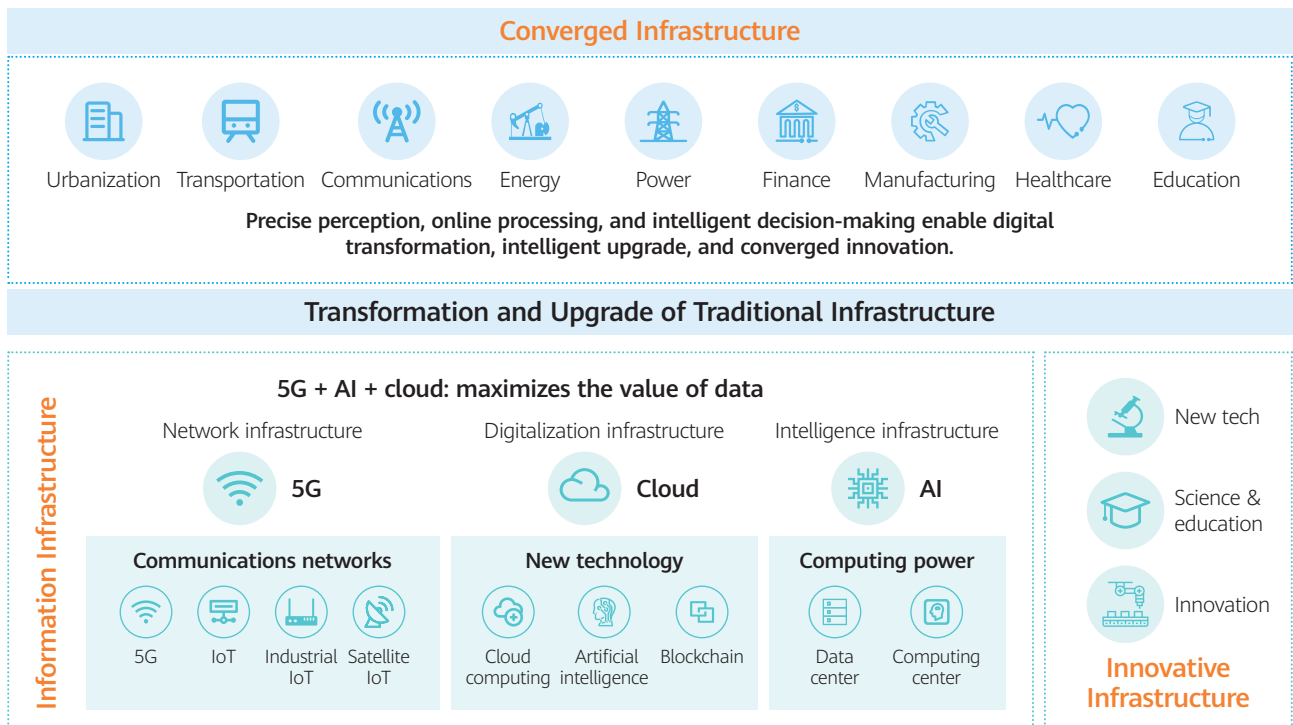 Converged Infrastructure
Urbanization
Transportation
Communications
Energy
Power
Finance
Manufacturing
Healthcare
Education
Precise perception, online processing, and intelligent decision-making enable digital
transformation, intelligent upgrade, and converged innovation.
Transformation and Upgrade of Traditional Infrastructure
Information Infrastructure
5G + AI + cloud: maximizes the value of data
Network infrastructure
Digitalization infrastructure
Intelligence infrastructure
5G
Cloud
AI
Communications networks
5G
IoT
Industrial
IoT
Satellite
IoT
New technology
Cloud
computing
Artificial
intelligence
Blockchain
Computing power
Data
center
Computing
center
New tech
Science &
education
Innovation
Innovative
Infrastructure
$